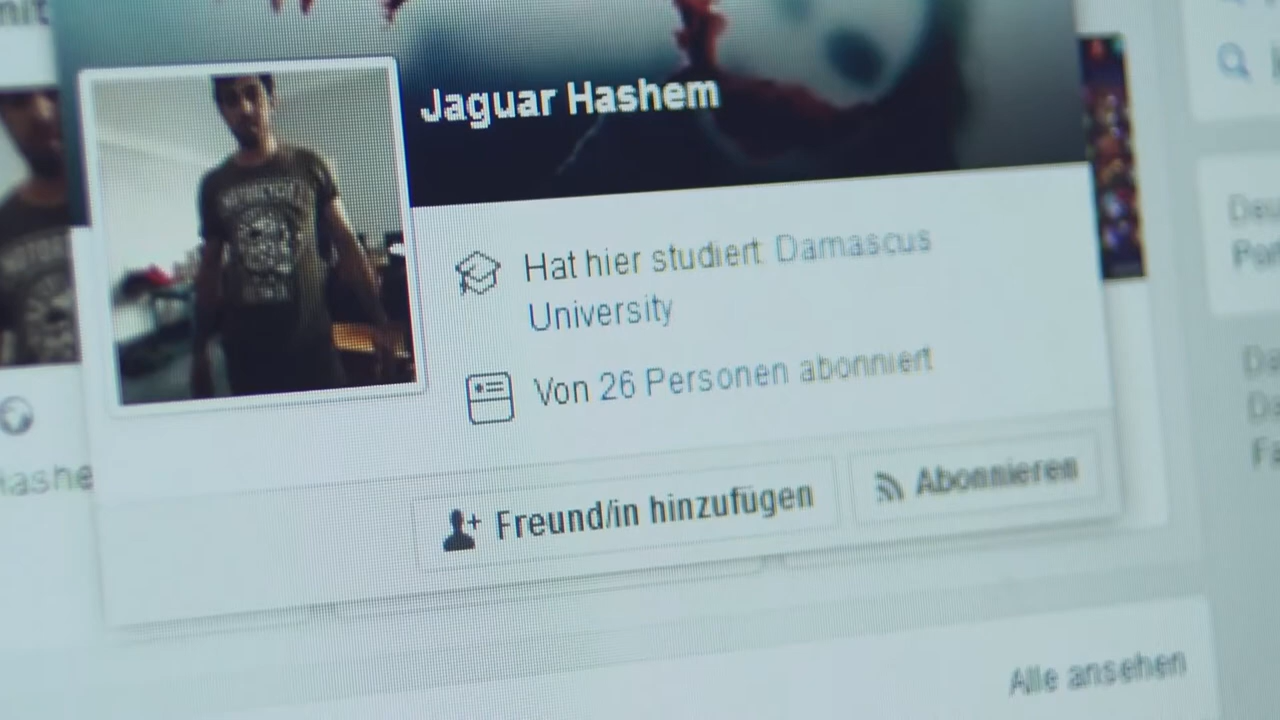 Jaguar Hashem
Hat hier studiert Damascus
University
Von 26 Personen abonniert
Freund/in hinzufügen
Abonnieren
Alle ansehen